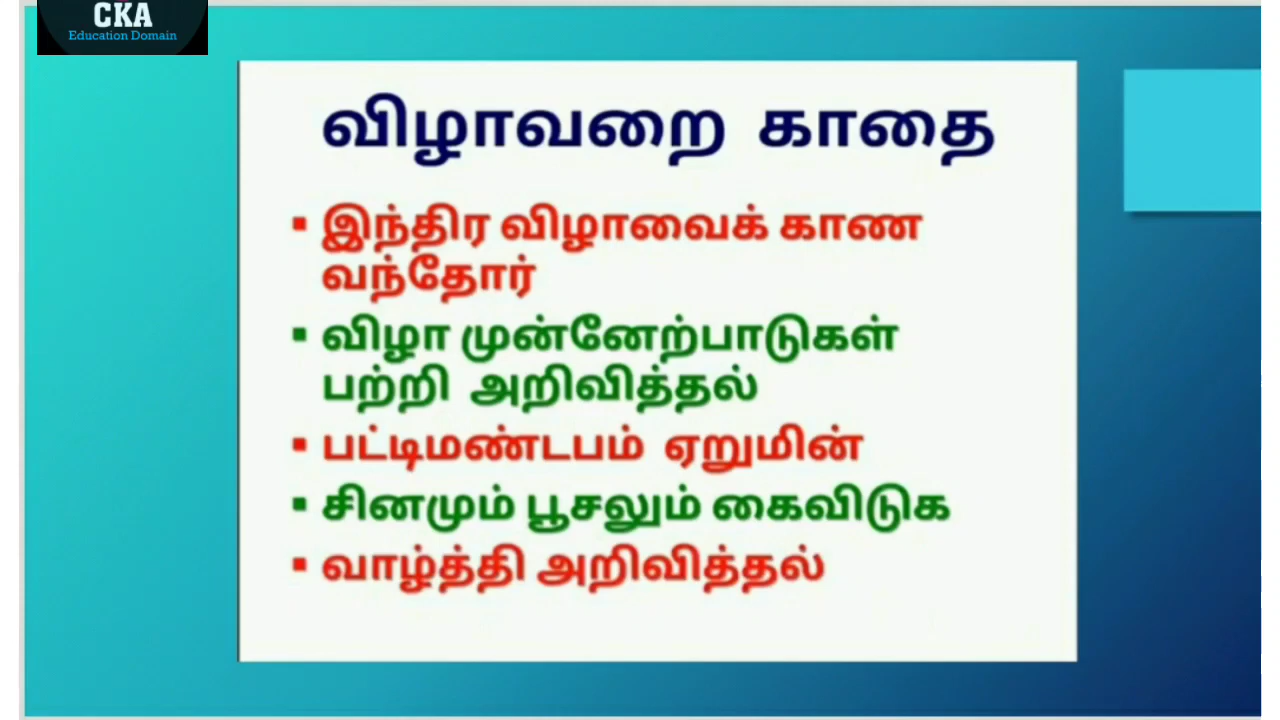 CKA
Education Domain
விழாவறை காதை
▪ இந்திர விழாவைக் காண
வந்தோர்
▪ விழா முன்னேற்பாடுகள்
பற்றி அறிவித்தல்
▪ பட்டிமண்டபம் ஏறுமின்
▪ சினமும் பூசலும் கைவிடுக
▪ வாழ்த்தி அறிவித்தல்